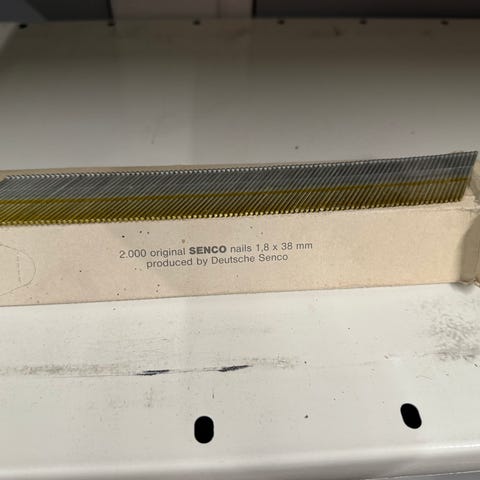 2.000 original SENCO nails 1,8 x 38 mm
produced by Deutsche Senco